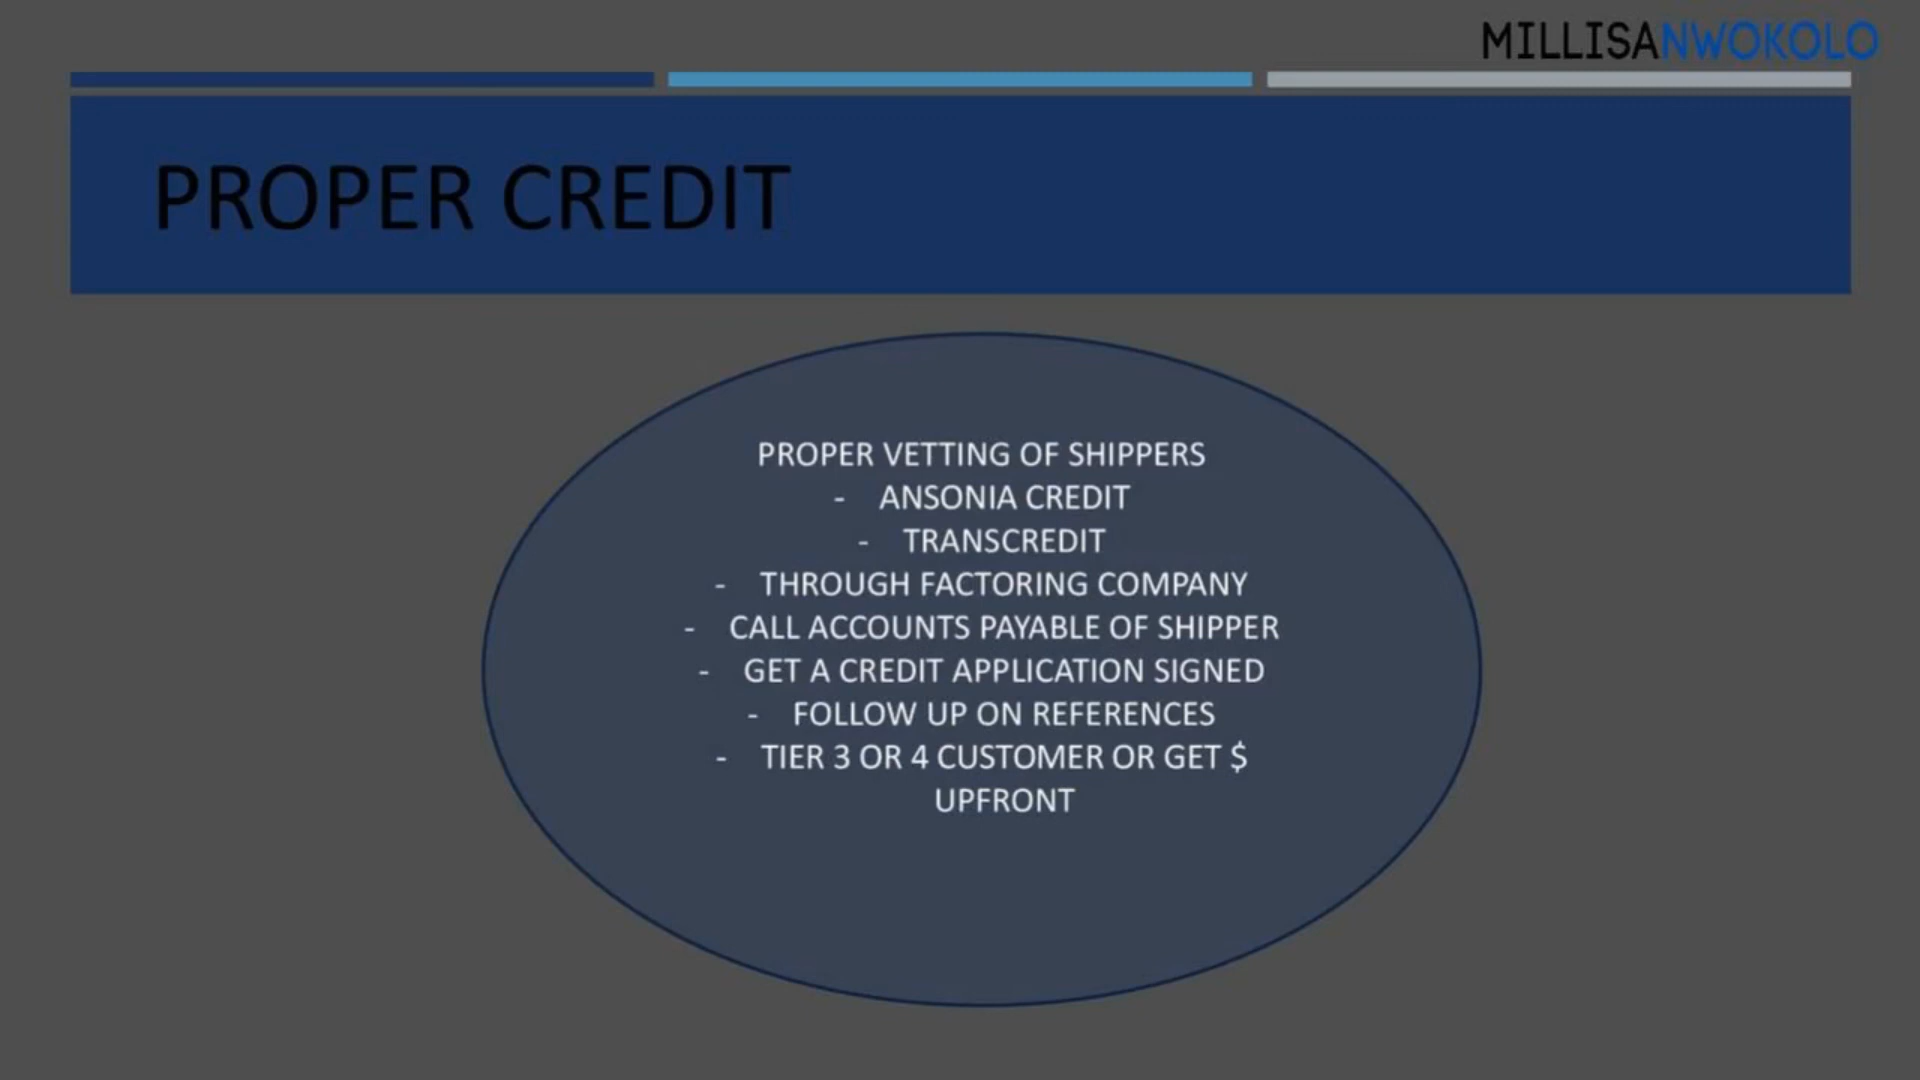 MILLISANWOKOLO
PROPER CREDIT
PROPER VETTING OF SHIPPERS
- ANSONIA CREDIT
- TRANSCREDIT
- THROUGH FACTORING COMPANY
- CALL ACCOUNTS PAYABLE OF SHIPPER
- GET A CREDIT APPLICATION SIGNED
- FOLLOW UP ON REFERENCES
- TIER 3 OR 4 CUSTOMER OR GET $
UPFRONT